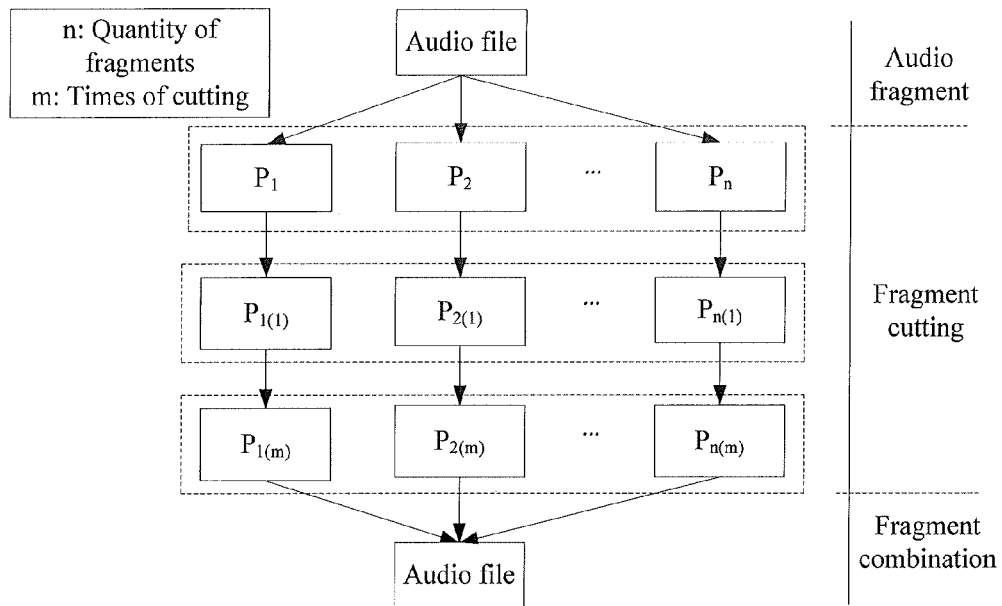 n: Quantity of
fragments
m: Times of cutting
Audio file
Audio
fragment
P₁ P₂ ... Pₙ
P₁₍₁₎ P₂₍₁₎ ... Pₙ₍₁₎
Fragment
cutting
P₁₍ₘ₎ P₂₍ₘ₎ ... Pₙ₍ₘ₎
Fragment
combination
Audio file